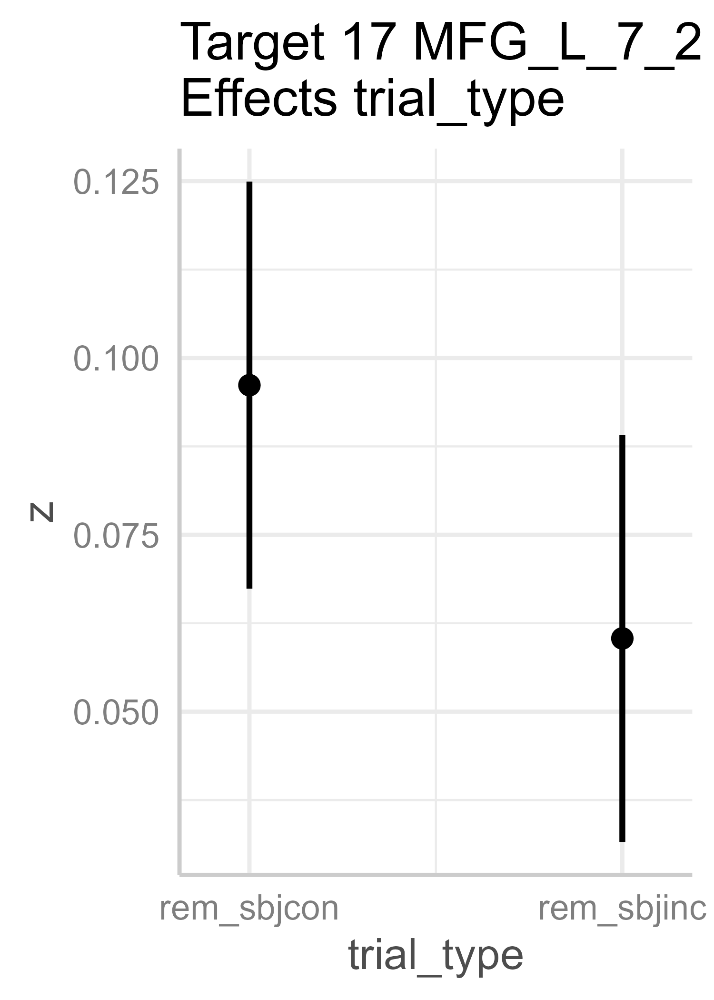 Target 17 MFG_L_7_2
Effects trial_type
0.125
0.100
0.075
0.050
z
rem_sbjcon
rem_sbjinc
trial_type